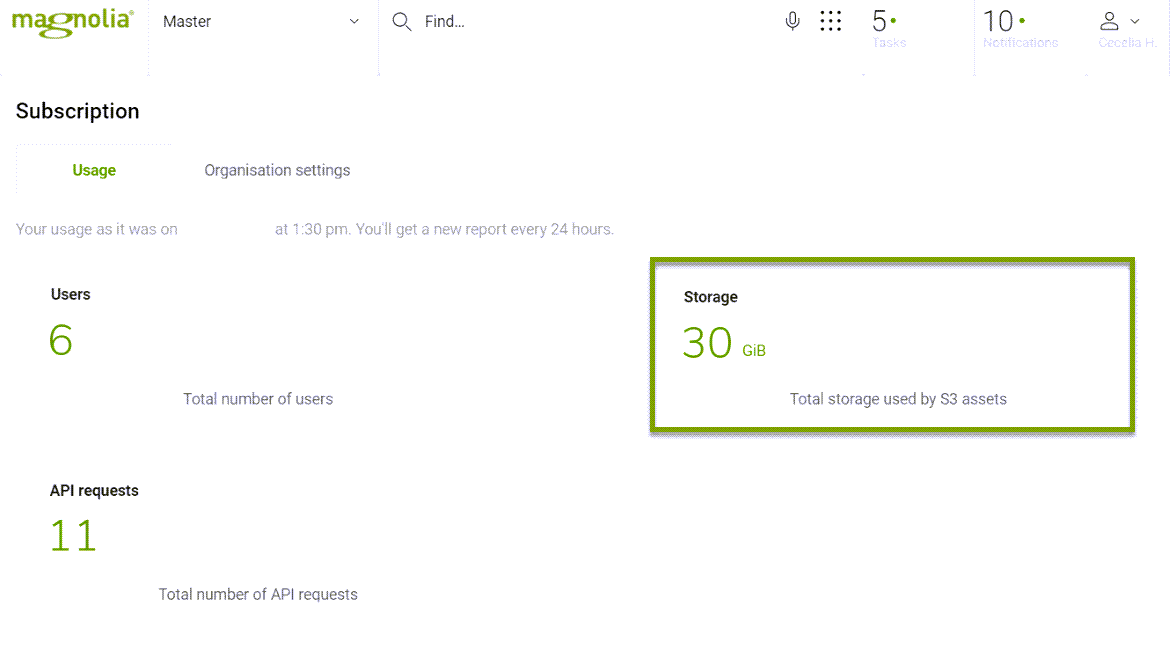 magnolia®
Master
Find...
5
Tasks
10
Notifications
Cecelia H.
Subscription
Usage
Organisation settings
Your usage as it was on at 1:30 pm. You'll get a new report every 24 hours.
Users
6
Total number of users
Storage
30 GiB
Total storage used by S3 assets
API requests
11
Total number of API requests